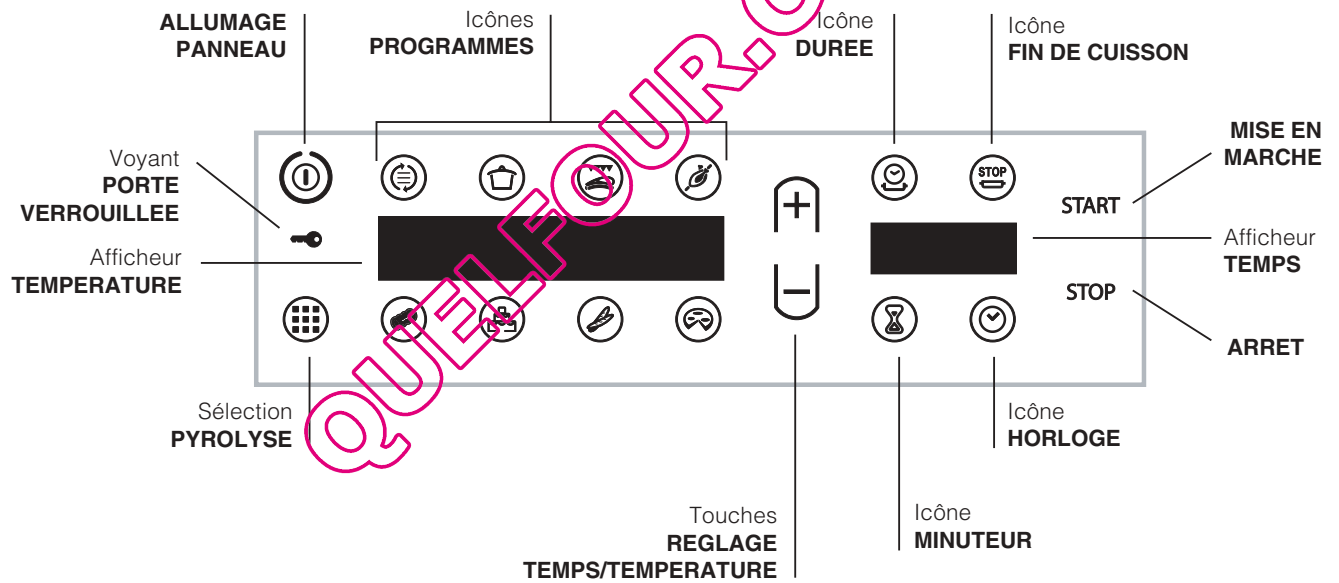 ALLUMAGE
PANNEAU
Icônes
PROGRAMMES
Icône
DUREE
Icône
FIN DE CUISSON
MISE EN
MARCHE
Voyant
PORTE
VERROUILLEE
Afficheur
TEMPERATURE
STOP
START
STOP
Afficheur
TEMPS
ARRET
Sélection
PYROLYSE
Icône
HORLOGE
Touches
REGLAGE
TEMPS/TEMPERATURE
Icône
MINUTEUR
QUELFOUR.